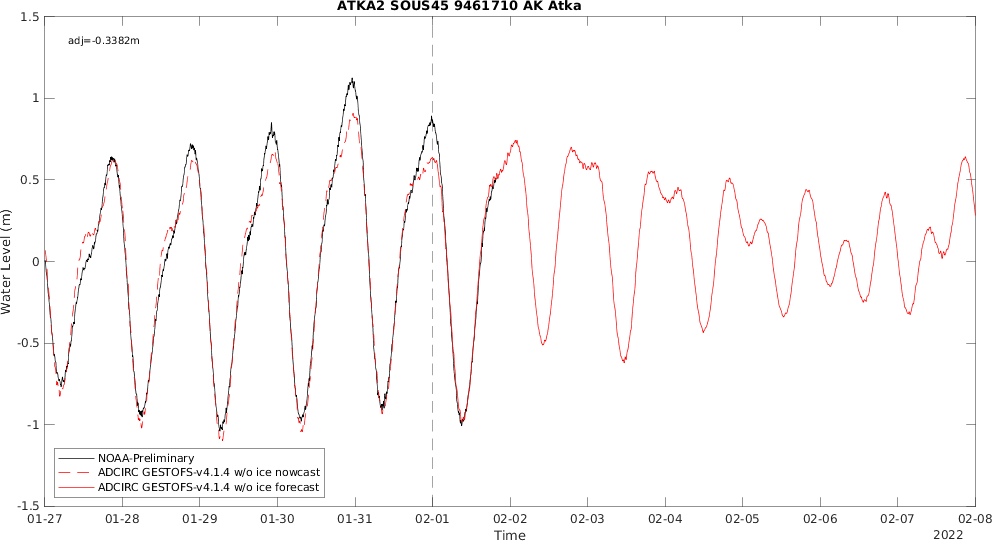 ATKA2 SOUS45 9461710 AK Atka
adj=-0.3382m
1.5
1
0.5
0
-0.5
-1
-1.5
Water Level (m)
NOAA-Preliminary
ADCIRC GESTOFS-v4.1.4 w/o ice nowcast
ADCIRC GESTOFS-v4.1.4 w/o ice forecast
01-27 01-28 01-29 01-30 01-31 02-01 02-02 02-03 02-04 02-05 02-06 02-07 02-08
Time
2022